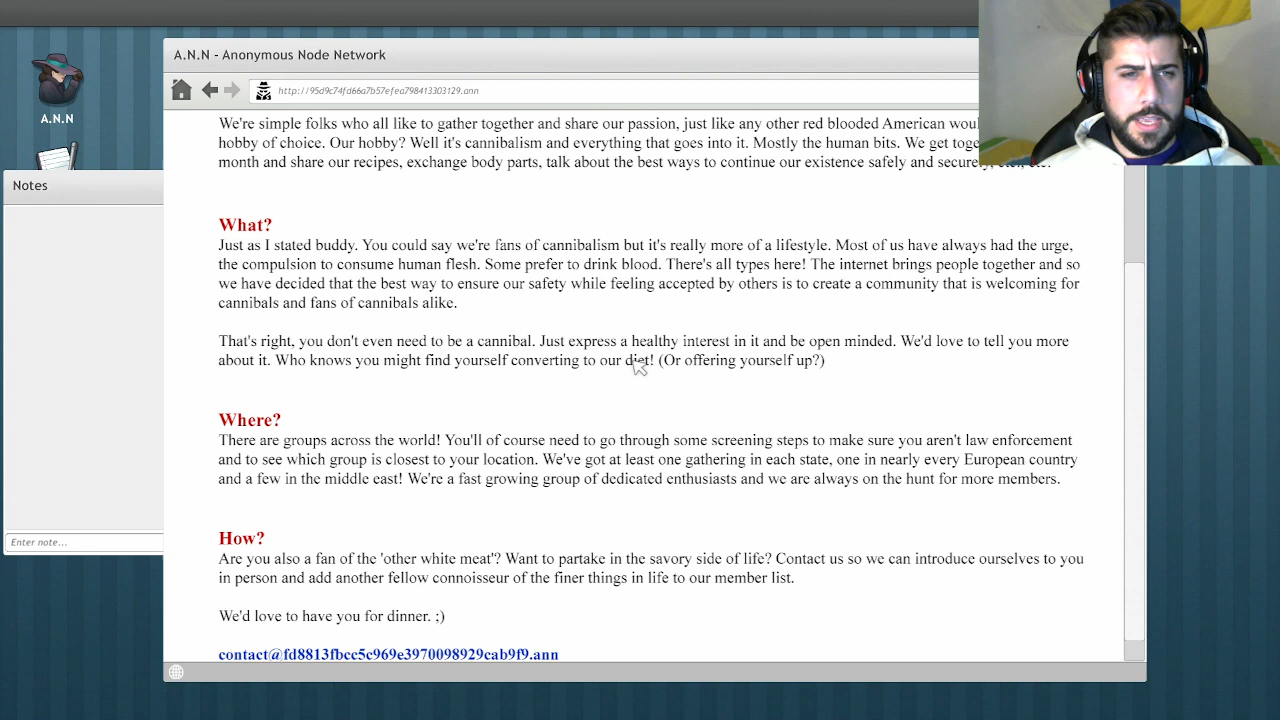 A.N.N - Anonymous Node Network
http://95d9c74fd66a7b57efea798413303129.ann
A.N.N
Notes
Enter note...
We're simple folks who all like to gather together and share our passion, just like any other red blooded American
hobby of choice. Our hobby? Well it's cannibalism and everything that goes into it. Mostly the human bits. We get
month and share our recipes, exchange body parts, talk about the best ways to continue our existence safely and securely, etc., etc.
What?
Just as I stated buddy. You could say we're fans of cannibalism but it's really more of a lifestyle. Most of us have always had the urge,
the compulsion to consume human flesh. Some prefer to drink blood. There's all types here! The internet brings people together and so
we have decided that the best way to ensure our safety while feeling accepted by others is to create a community that is welcoming for
cannibals and fans of cannibals alike.
That's right, you don't even need to be a cannibal. Just express a healthy interest in it and be open minded. We'd love to tell you more
about it. Who knows you might find yourself converting to our diet! (Or offering yourself up?)
Where?
There are groups across the world! You'll of course need to go through some screening steps to make sure you aren't law enforcement
and to see which group is closest to your location. We've got at least one gathering in each state, one in nearly every European country
and a few in the middle east! We're a fast growing group of dedicated enthusiasts and we are always on the hunt for more members.
How?
Are you also a fan of the 'other white meat'? Want to partake in the savory side of life? Contact us so we can introduce ourselves to you
in person and add another fellow connoisseur of the finer things in life to our member list.
We'd love to have you for dinner. ;)
contact@fd8813fbcc5c969e3970098929cab9f9.ann